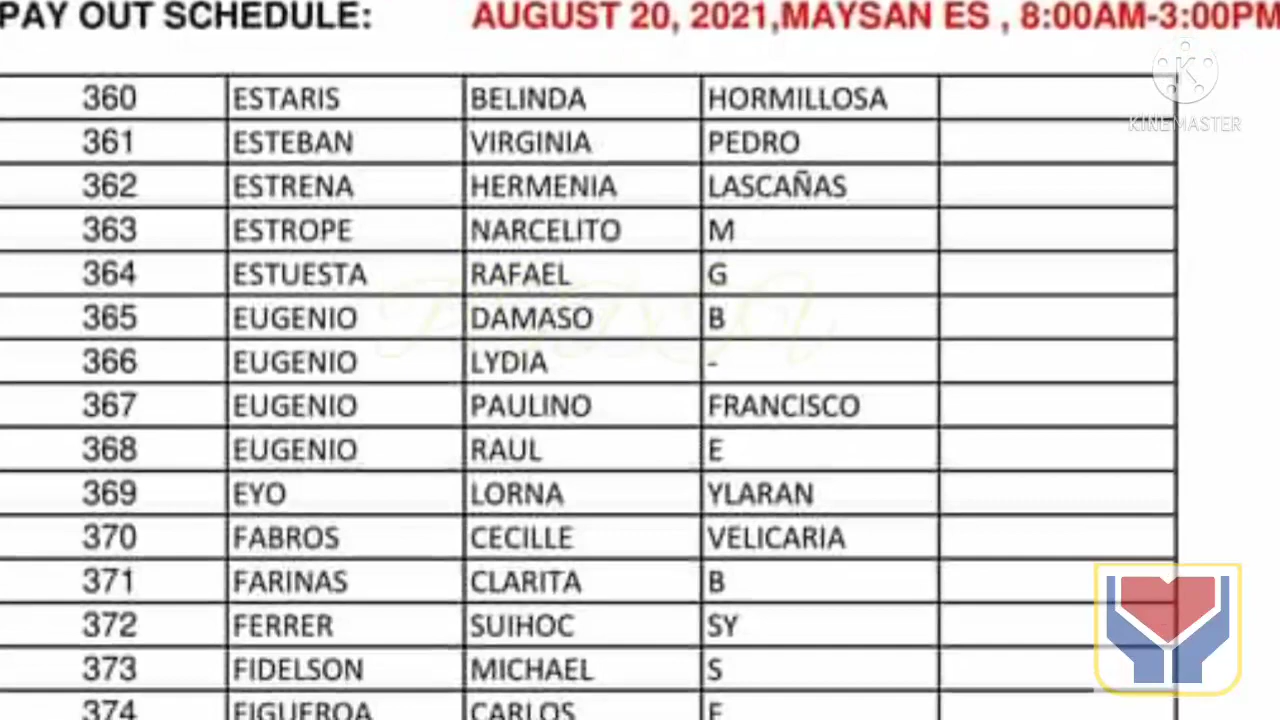 PAY OUT SCHEDULE: AUGUST 20, 2021,MAYSAN ES , 8:00AM-3:00PM
KINEMASTER
360 ESTARIS BELINDA HORMILLOSA
361 ESTEBAN VIRGINIA PEDRO
362 ESTRENA HERMENIA LASCAÑAS
363 ESTROPE NARCELITO M
364 ESTUESTA RAFAEL G
365 EUGENIO DAMASO B
366 EUGENIO LYDIA -
367 EUGENIO PAULINO FRANCISCO
368 EUGENIO RAUL E
369 EYO LORNA YLARAN
370 FABROS CECILLE VELICARIA
371 FARINAS CLARITA B
372 FERRER SUIHOC SY
373 FIDELSON MICHAEL S
374 FIGUEROA CARLOS